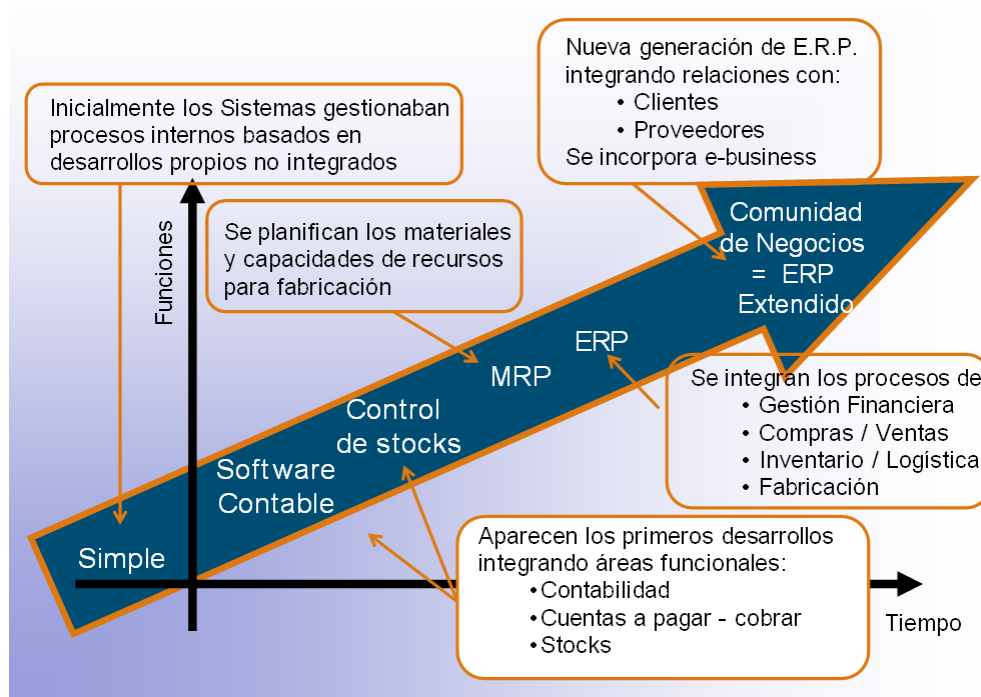 Nueva generación de E.R.P.
integrando relaciones con:
• Clientes
• Proveedores
Se incorpora e-business
Inicialmente los Sistemas gestionaban
procesos internos basados en
desarrollos propios no integrados
Funciones
Se planifican los materiales
y capacidades de recursos
para fabricación
Comunidad
de Negocios
= ERP
Extendido
ERP
MRP
Control
de stocks
Software
Contable
Simple
Se integran los procesos de
• Gestión Financiera
• Compras / Ventas
• Inventario / Logística
• Fabricación
Aparecen los primeros desarrollos
integrando áreas funcionales:
•Contabilidad
•Cuentas a pagar - cobrar
•Stocks
Tiempo